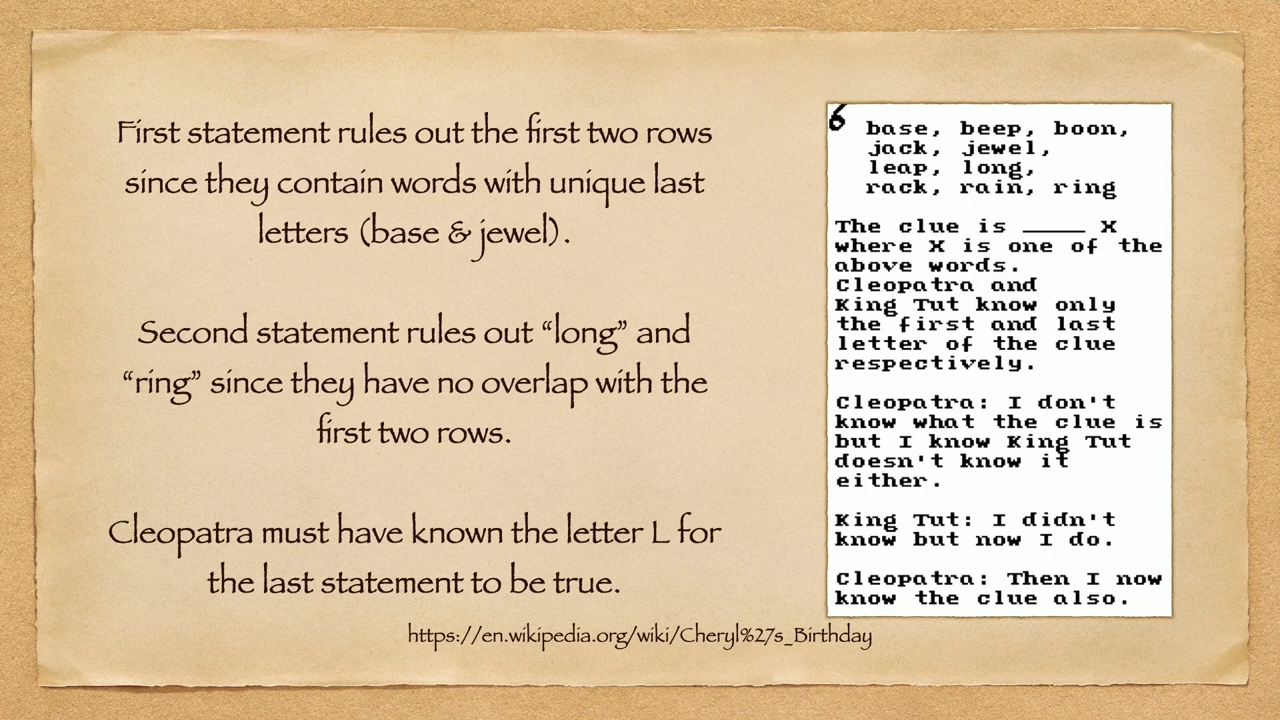 First statement rules out the first two rows
since they contain words with unique last
letters (base & jewel).
Second statement rules out “long” and
“ring” since they have no overlap with the
first two rows.
Cleopatra must have known the letter L for
the last statement to be true.
https://en.wikipedia.org/wiki/Cheryl%27s_Birthday
6
base, beep, boon,
jack, jewel,
leap, long,
rack, rain, ring
The clue is ____ X
where X is one of the
above words.
Cleopatra and
King Tut know only
the first and last
letter of the clue
respectively.
Cleopatra: I don't
know what the clue is
but I know King Tut
doesn't know it
either.
King Tut: I didn't
know but now I do.
Cleopatra: Then I now
know the clue also.